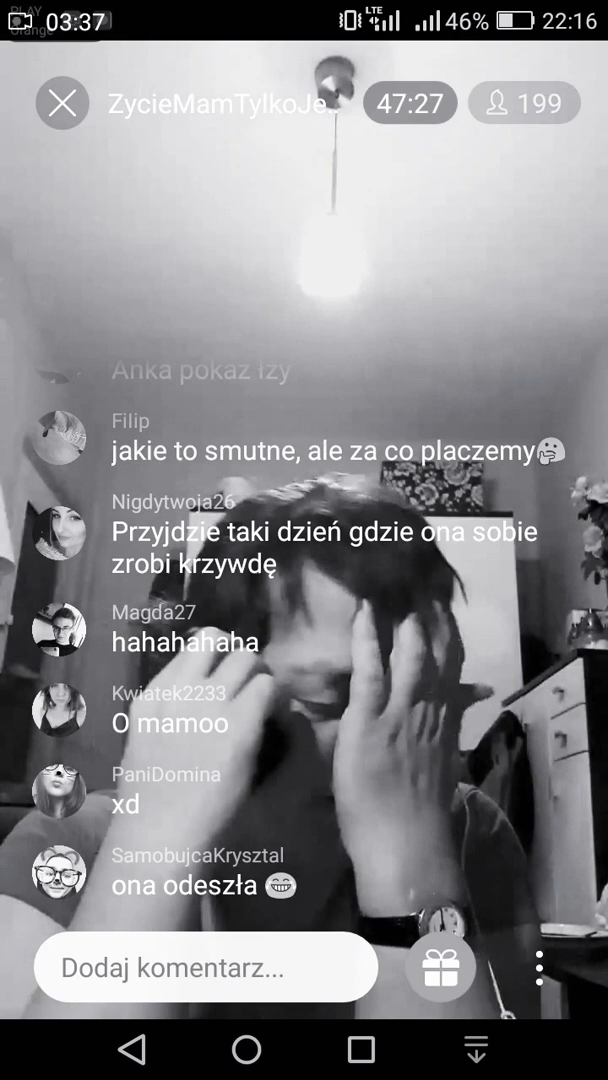 PLAY
Orange
03:37
LTE
46%
22:16
ZycieMamTylkoJe..
47:27
199
Anka pokaz łzy
Filip
jakie to smutne, ale za co placzemy🤔
Nigdytwoja26
Przyjdzie taki dzień gdzie ona sobie
zrobi krzywdę
Magda27
hahahahaha
Kwiatek2233
O mamoo
PaniDomina
xd
SamobujcaKrysztal
ona odeszła 😁
Dodaj komentarz...